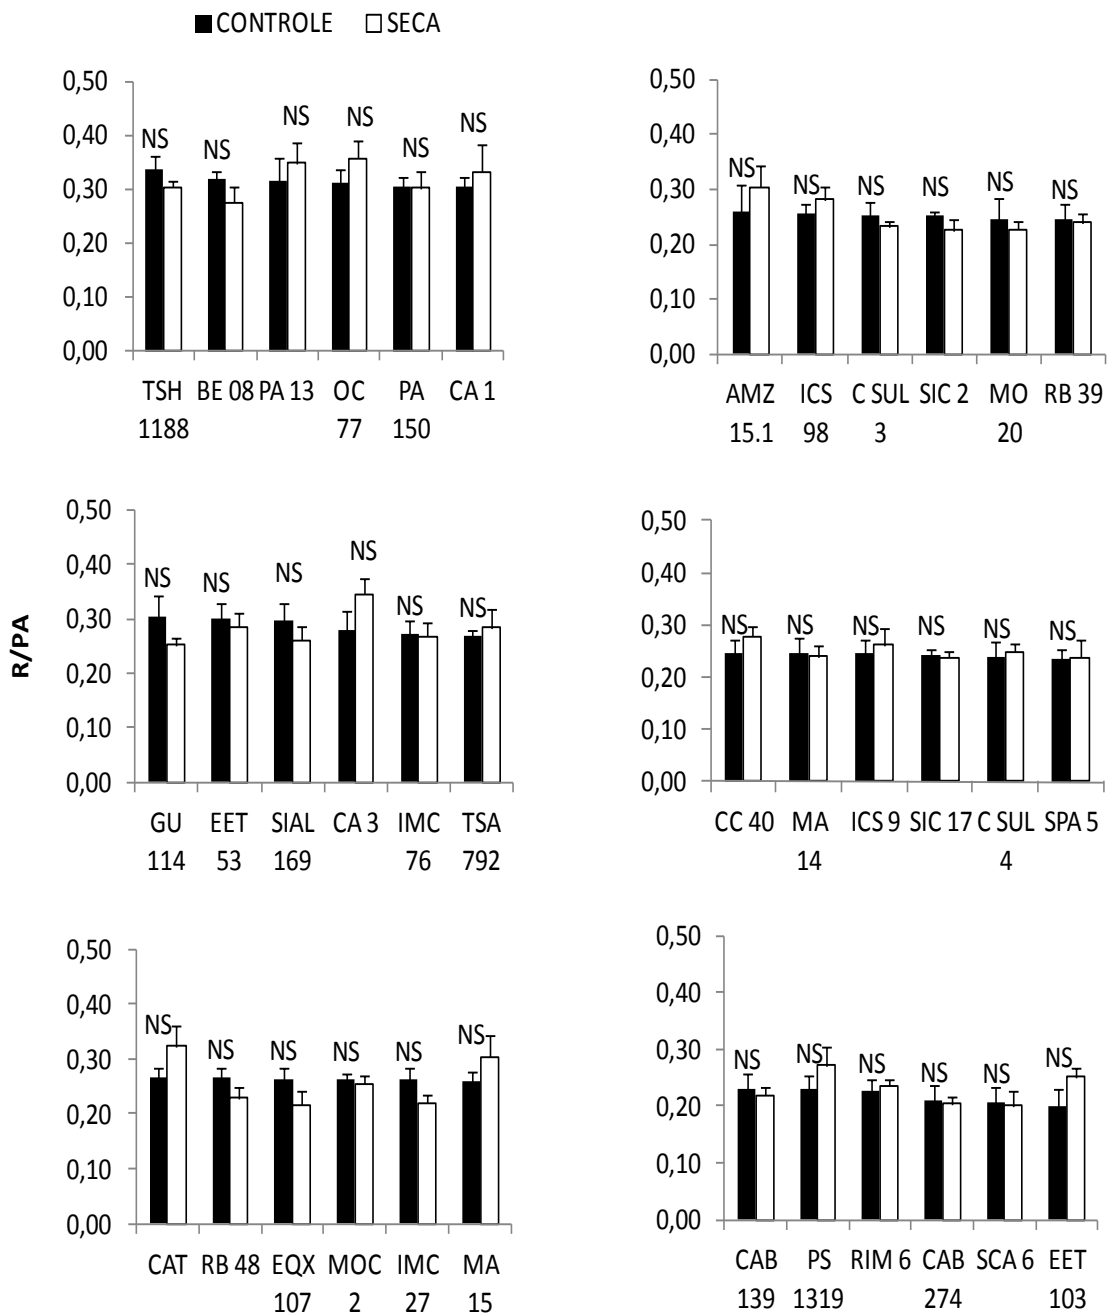 CONTROLE SECA
R/PA
0,50
0,40
0,30
0,20
0,10
0,00
NS NS NS NS NS NS
TSH BE 08 PA 13 OC PA CA 1
1188 77 150
0,50
0,40
0,30
0,20
0,10
0,00
NS NS NS NS NS NS
AMZ ICS C SUL SIC 2 MO RB 39
15.1 98 3 20
0,50
0,40
0,30
0,20
0,10
0,00
NS NS NS NS NS NS
GU EET SIAL CA 3 IMC TSA
114 53 169 76 792
0,50
0,40
0,30
0,20
0,10
0,00
NS NS NS NS NS NS
CC 40 MA ICS 9 SIC 17 C SUL SPA 5
14 4
0,50
0,40
0,30
0,20
0,10
0,00
NS NS NS NS NS NS
CAT RB 48 EQX MOC IMC MA
107 2 27 15
0,50
0,40
0,30
0,20
0,10
0,00
NS NS NS NS NS NS
CAB PS RIM 6 CAB SCA 6 EET
139 1319 274 103